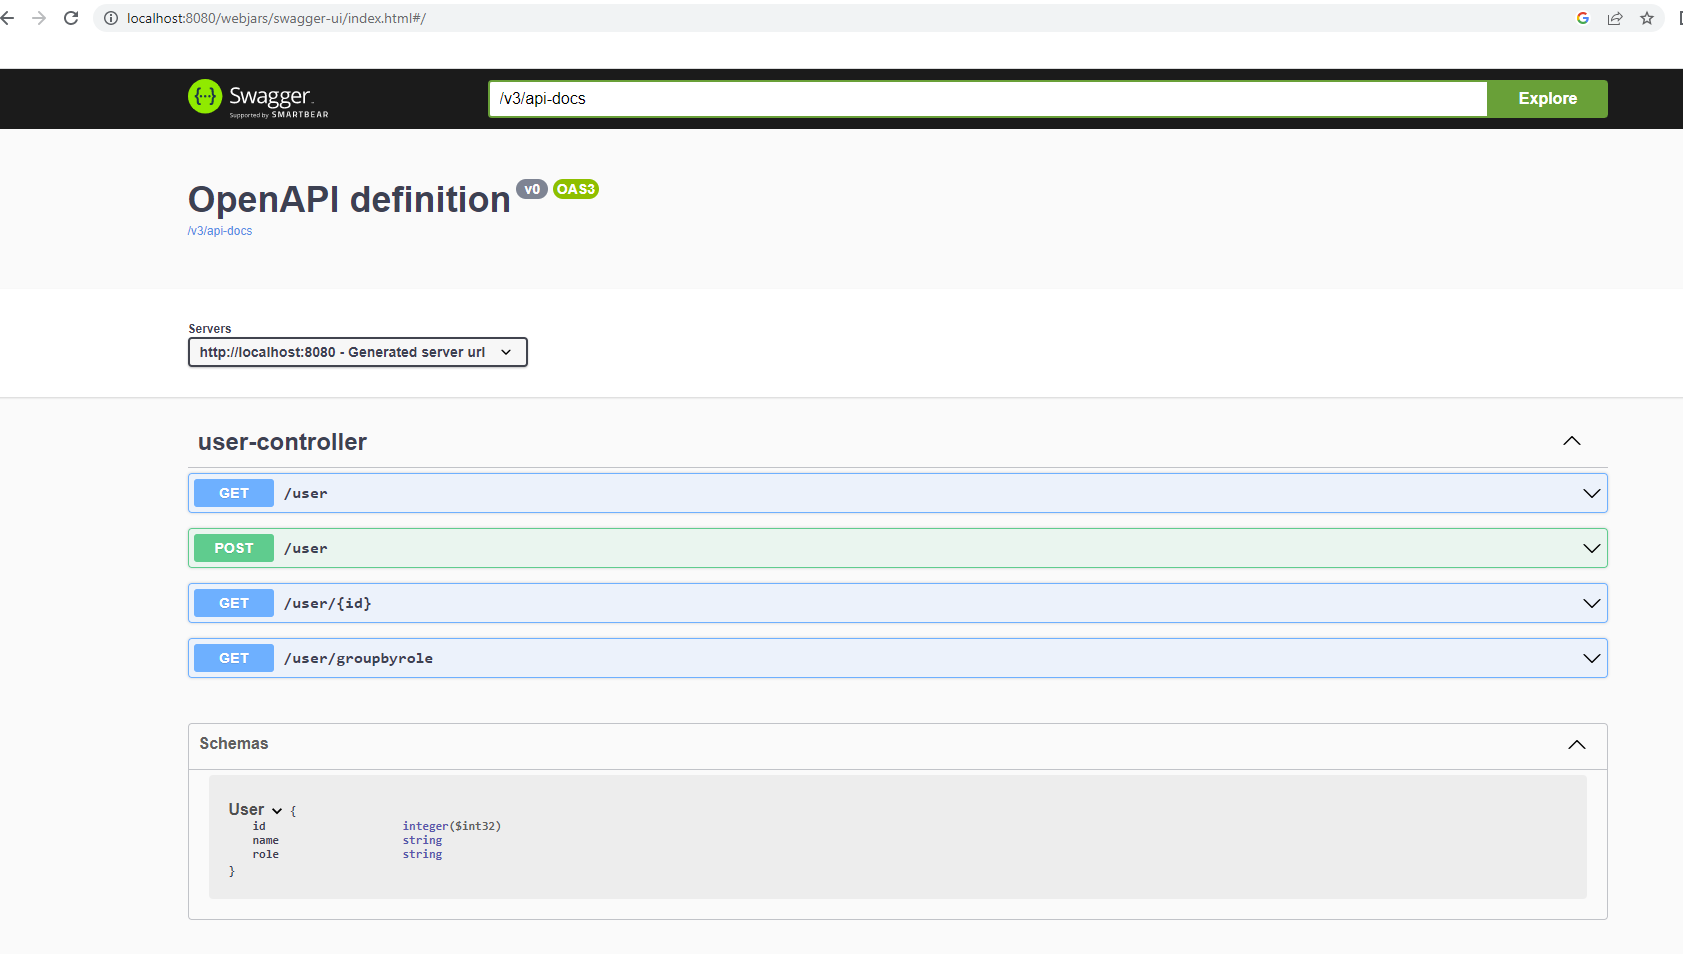 localhost:8080/webjars/swagger-ui/index.html#/
{···} Swagger.
Supported by SMARTBEAR
/v3/api-docs
Explore
OpenAPI definition v0 OAS3
/v3/api-docs
Servers
http://localhost:8080 - Generated server url
user-controller
GET /user
POST /user
GET /user/{id}
GET /user/groupbyrole
Schemas
User {
id integer($int32)
name string
role string
}